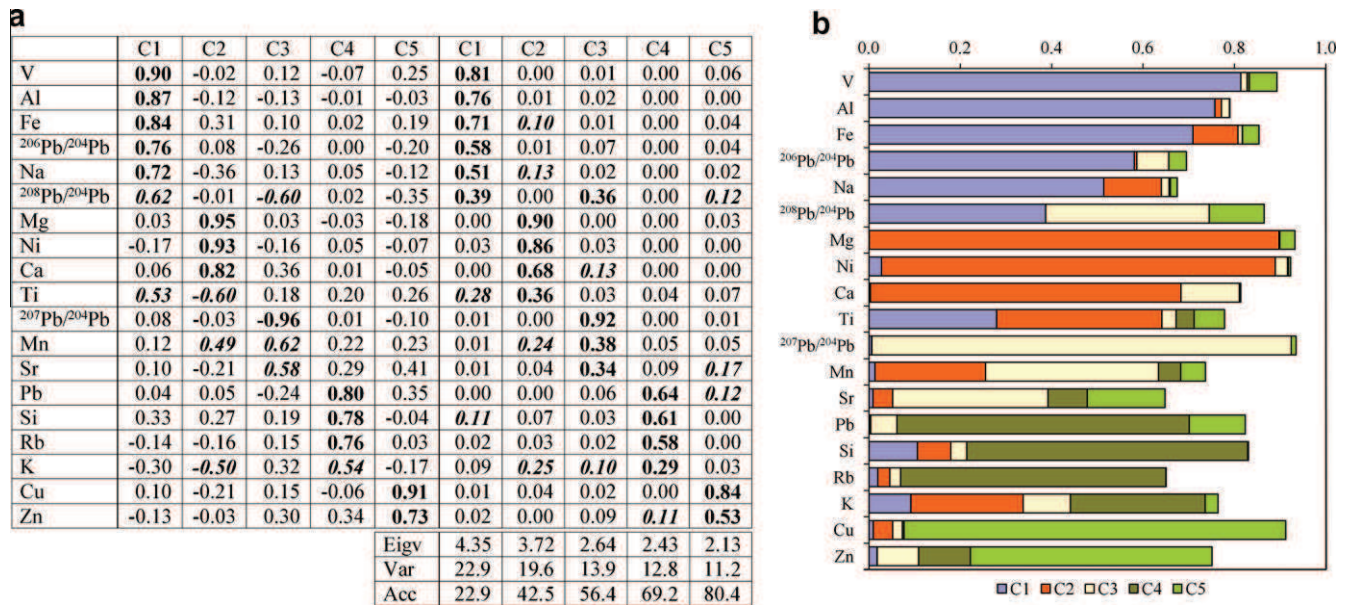 a
C1 C2 C3 C4 C5 C1 C2 C3 C4 C5
V 0.90 -0.02 0.12 -0.07 0.25 0.81 0.00 0.01 0.00 0.06
Al 0.87 -0.12 -0.13 -0.01 -0.03 0.76 0.01 0.02 0.00 0.00
Fe 0.84 0.31 0.10 0.02 0.19 0.71 0.10 0.01 0.00 0.04
²⁰⁶Pb/²⁰⁴Pb 0.76 0.08 -0.26 0.00 -0.20 0.58 0.01 0.07 0.00 0.04
Na 0.72 -0.36 0.13 0.05 -0.12 0.51 0.13 0.02 0.00 0.02
²⁰⁸Pb/²⁰⁴Pb 0.62 -0.01 -0.60 0.02 -0.35 0.39 0.00 0.36 0.00 0.12
Mg 0.03 0.95 0.03 -0.03 -0.18 0.00 0.90 0.00 0.00 0.03
Ni -0.17 0.93 -0.16 0.05 -0.07 0.03 0.86 0.03 0.00 0.00
Ca 0.06 0.82 0.36 0.01 -0.05 0.00 0.68 0.13 0.00 0.00
Ti 0.53 -0.60 0.18 0.20 0.26 0.28 0.36 0.03 0.04 0.07
²⁰⁷Pb/²⁰⁴Pb 0.08 -0.03 -0.96 0.01 -0.10 0.01 0.00 0.92 0.00 0.01
Mn 0.12 0.49 0.62 0.22 0.23 0.01 0.24 0.38 0.05 0.05
Sr 0.10 -0.21 0.58 0.29 0.41 0.01 0.04 0.34 0.09 0.17
Pb 0.04 0.05 -0.24 0.80 0.35 0.00 0.00 0.06 0.64 0.12
Si 0.33 0.27 0.19 0.78 -0.04 0.11 0.07 0.03 0.61 0.00
Rb -0.14 -0.16 0.15 0.76 0.03 0.02 0.03 0.02 0.58 0.00
K -0.30 -0.50 0.32 0.54 -0.17 0.09 0.25 0.10 0.29 0.03
Cu 0.10 -0.21 0.15 -0.06 0.91 0.01 0.04 0.02 0.00 0.84
Zn -0.13 -0.03 0.30 0.34 0.73 0.02 0.00 0.09 0.11 0.53
Eigv 4.35 3.72 2.64 2.43 2.13
Var 22.9 19.6 13.9 12.8 11.2
Acc 22.9 42.5 56.4 69.2 80.4
b
0.0 0.2 0.4 0.6 0.8 1.0
V
Al
Fe
²⁰⁶Pb/²⁰⁴Pb
Na
²⁰⁸Pb/²⁰⁴Pb
Mg
Ni
Ca
Ti
²⁰⁷Pb/²⁰⁴Pb
Mn
Sr
Pb
Si
Rb
K
Cu
Zn
C1 C2 C3 C4 C5